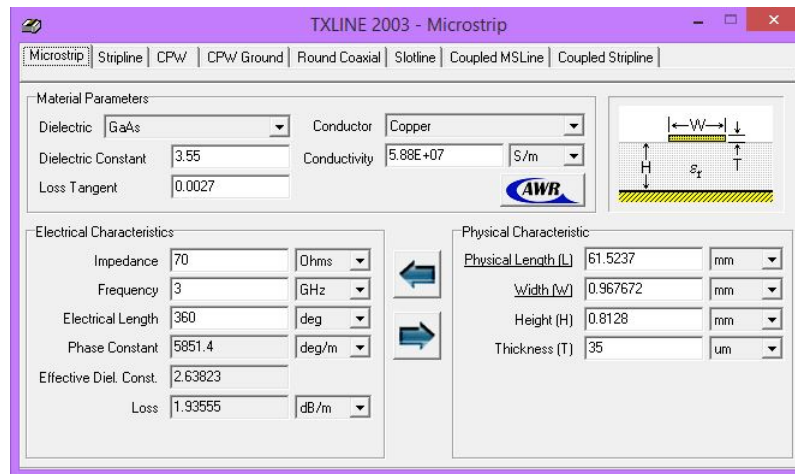 TXLINE 2003 - Microstrip
Microstrip Stripline CPW CPW Ground Round Coaxial Slotline Coupled MSLine Coupled Stripline
Material Parameters
Dielectric GaAs Conductor Copper
Dielectric Constant 3.55 Conductivity 5.88E+07 S/m
Loss Tangent 0.0027 AWR
W
H εr T
Electrical Characteristics
Impedance 70 Ohms
Frequency 3 GHz
Electrical Length 360 deg
Phase Constant 5851.4 deg/m
Effective Diel. Const. 2.63823
Loss 1.93555 dB/m
Physical Characteristic
Physical Length (L) 61.5237 mm
Width (W) 0.967672 mm
Height (H) 0.8128 mm
Thickness (T) 35 um